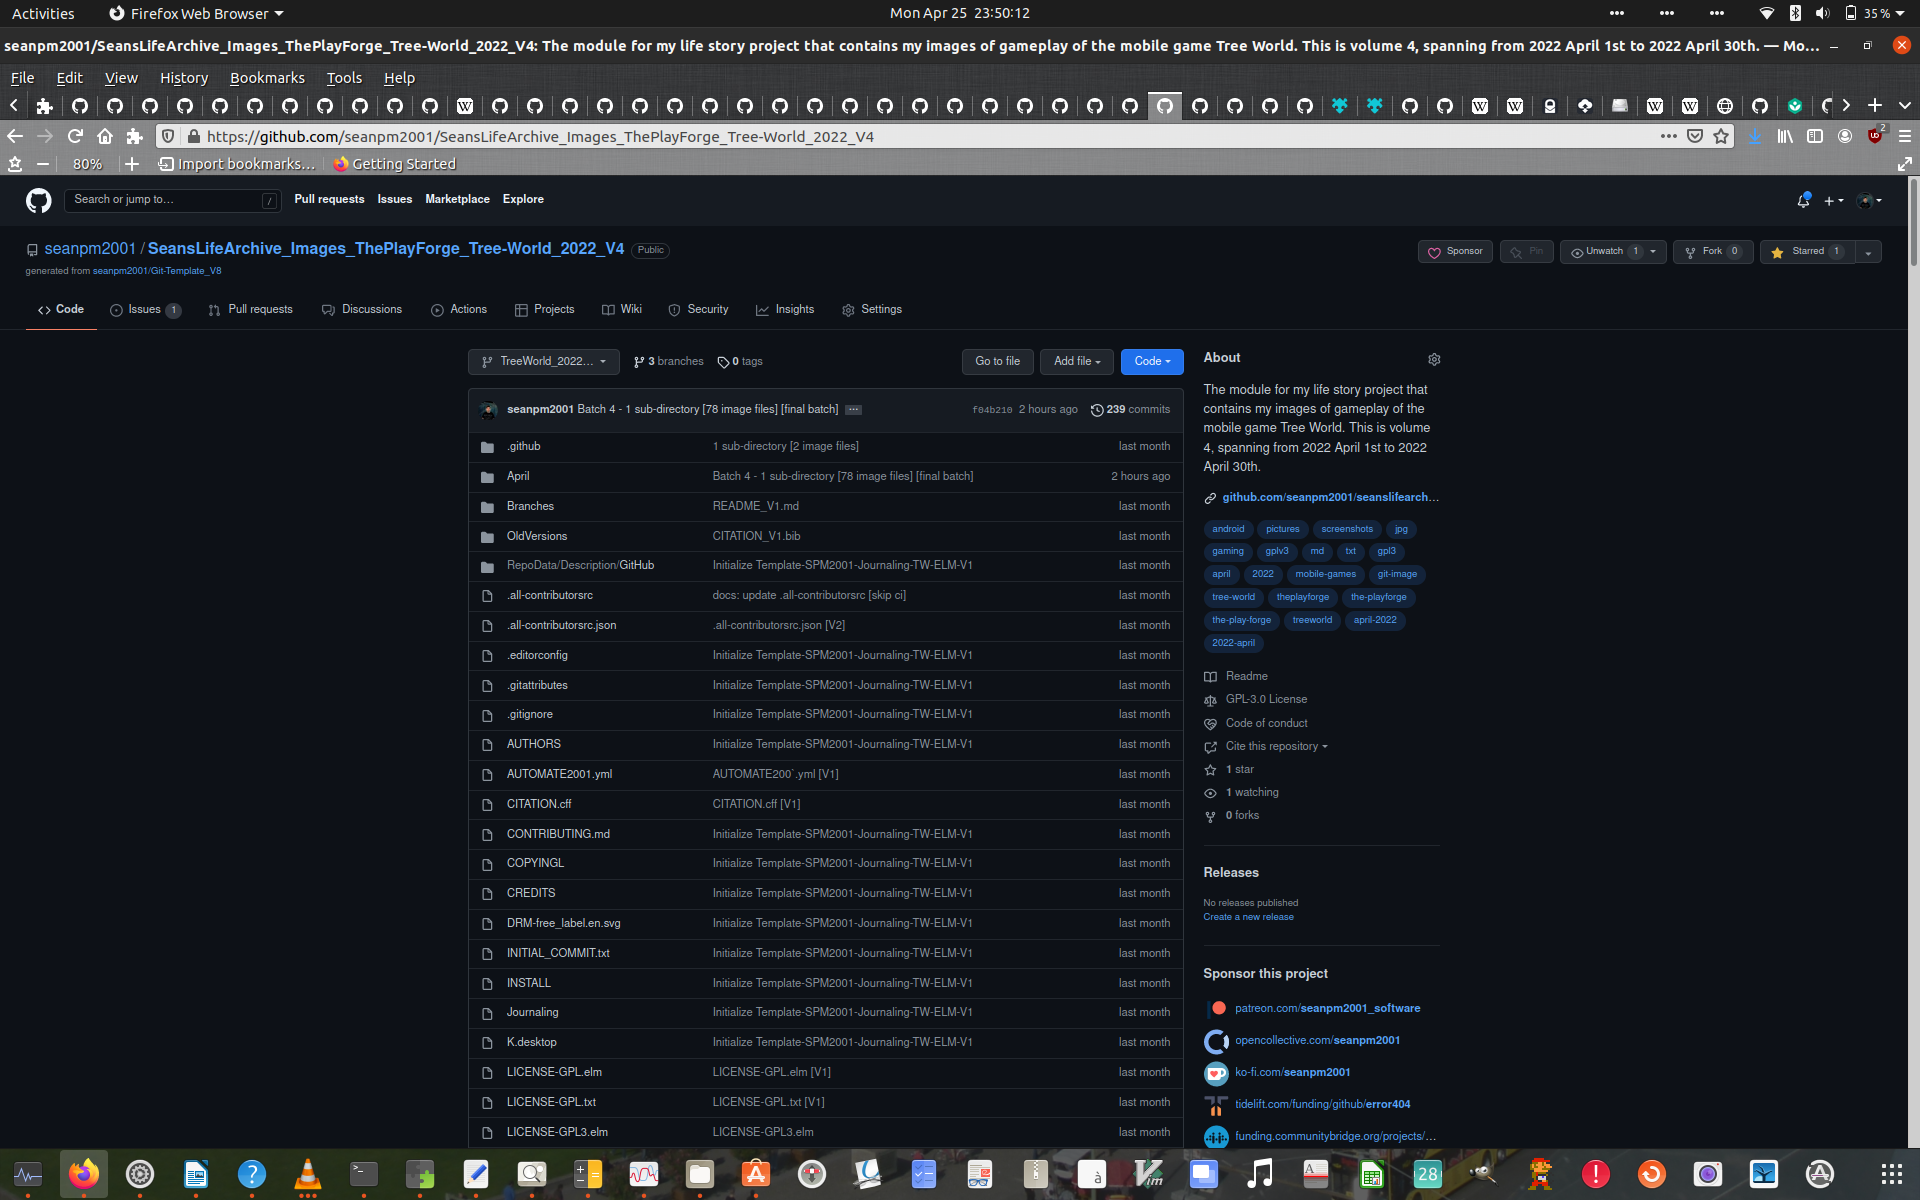 Activities Firefox Web Browser Mon Apr 25 23:50:12 35 %
seanpm2001/SeansLifeArchive_Images_ThePlayForge_Tree-World_2022_V4: The module for my life story project that contains my images of gameplay of the mobile game Tree World. This is volume 4, spanning from 2022 April 1st to 2022 April 30th. — Mo…
File Edit View History Bookmarks Tools Help
https://github.com/seanpm2001/SeansLifeArchive_Images_ThePlayForge_Tree-World_2022_V4 2
80% Import bookmarks… Getting Started
Search or jump to… / Pull requests Issues Marketplace Explore
seanpm2001 / SeansLifeArchive_Images_ThePlayForge_Tree-World_2022_V4 Public Sponsor Pin Unwatch 1 Fork 0 Starred 1
generated from seanpm2001/Git-Template_V8
Code Issues 1 Pull requests Discussions Actions Projects Wiki Security Insights Settings
TreeWorld_2022… 3 branches 0 tags Go to file Add file Code
seanpm2001 Batch 4 - 1 sub-directory [78 image files] [final batch] … f04b210 2 hours ago 239 commits
.github 1 sub-directory [2 image files] last month
April Batch 4 - 1 sub-directory [78 image files] [final batch] 2 hours ago
Branches README_V1.md last month
OldVersions CITATION_V1.bib last month
RepoData/Description/GitHub Initialize Template-SPM2001-Journaling-TW-ELM-V1 last month
.all-contributorsrc docs: update .all-contributorsrc [skip ci] last month
.all-contributorsrc.json .all-contributorsrc.json [V2] last month
.editorconfig Initialize Template-SPM2001-Journaling-TW-ELM-V1 last month
.gitattributes Initialize Template-SPM2001-Journaling-TW-ELM-V1 last month
.gitignore Initialize Template-SPM2001-Journaling-TW-ELM-V1 last month
AUTHORS Initialize Template-SPM2001-Journaling-TW-ELM-V1 last month
AUTOMATE2001.yml AUTOMATE200`.yml [V1] last month
CITATION.cff CITATION.cff [V1] last month
CONTRIBUTING.md Initialize Template-SPM2001-Journaling-TW-ELM-V1 last month
COPYINGL Initialize Template-SPM2001-Journaling-TW-ELM-V1 last month
CREDITS Initialize Template-SPM2001-Journaling-TW-ELM-V1 last month
DRM-free_label.en.svg Initialize Template-SPM2001-Journaling-TW-ELM-V1 last month
INITIAL_COMMIT.txt Initialize Template-SPM2001-Journaling-TW-ELM-V1 last month
INSTALL Initialize Template-SPM2001-Journaling-TW-ELM-V1 last month
Journaling Initialize Template-SPM2001-Journaling-TW-ELM-V1 last month
K.desktop Initialize Template-SPM2001-Journaling-TW-ELM-V1 last month
LICENSE-GPL.elm LICENSE-GPL.elm [V1] last month
LICENSE-GPL.txt LICENSE-GPL.txt [V1] last month
LICENSE-GPL3.elm LICENSE-GPL3.elm last month
About
The module for my life story project that
contains my images of gameplay of the
mobile game Tree World. This is volume
4, spanning from 2022 April 1st to 2022
April 30th.
github.com/seanpm2001/seanslifearch…
android pictures screenshots jpg
gaming gplv3 md txt gpl3
april 2022 mobile-games git-image
tree-world theplayforge the-playforge
the-play-forge treeworld april-2022
2022-april
Readme
GPL-3.0 License
Code of conduct
Cite this repository
1 star
1 watching
0 forks
Releases
No releases published
Create a new release
Sponsor this project
patreon.com/seanpm2001_software
opencollective.com/seanpm2001
ko-fi.com/seanpm2001
tidelift.com/funding/github/error404
funding.communitybridge.org/projects/…
28